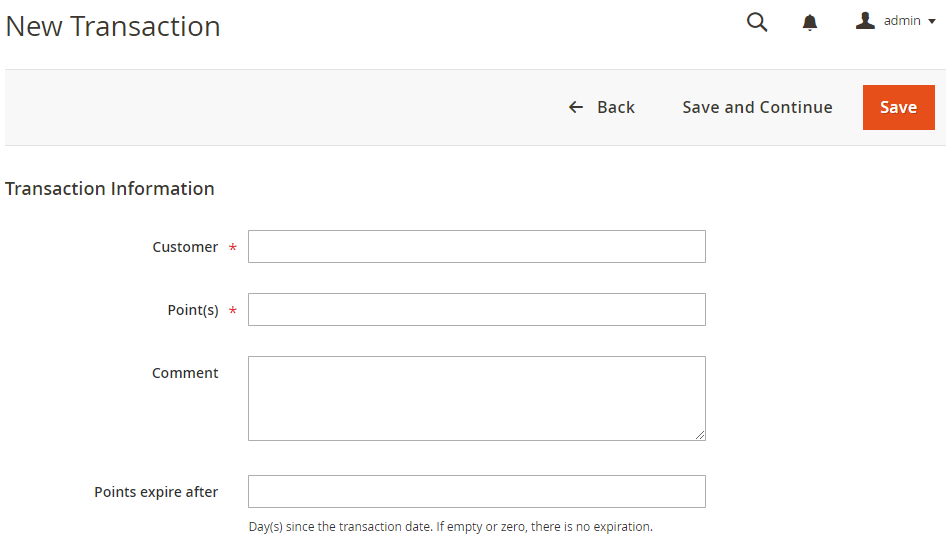 New Transaction
admin
Back
Save and Continue
Save
Transaction Information
Customer *
Point(s) *
Comment
Points expire after
Day(s) since the transaction date. If empty or zero, there is no expiration.